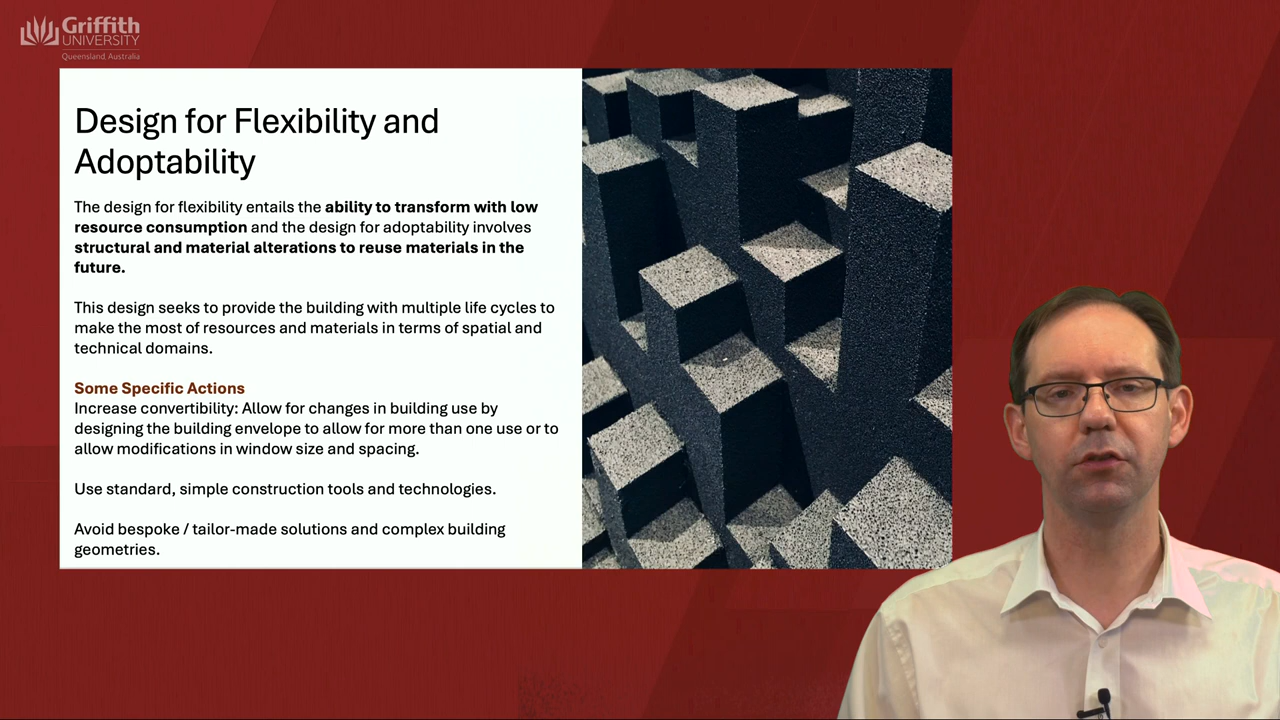 Griffith
UNIVERSITY
Queensland, Australia
Design for Flexibility and
Adoptability
The design for flexibility entails the ability to transform with low
resource consumption and the design for adoptability involves
structural and material alterations to reuse materials in the
future.
This design seeks to provide the building with multiple life cycles to
make the most of resources and materials in terms of spatial and
technical domains.
Some Specific Actions
Increase convertibility: Allow for changes in building use by
designing the building envelope to allow for more than one use or to
allow modifications in window size and spacing.
Use standard, simple construction tools and technologies.
Avoid bespoke / tailor-made solutions and complex building
geometries.